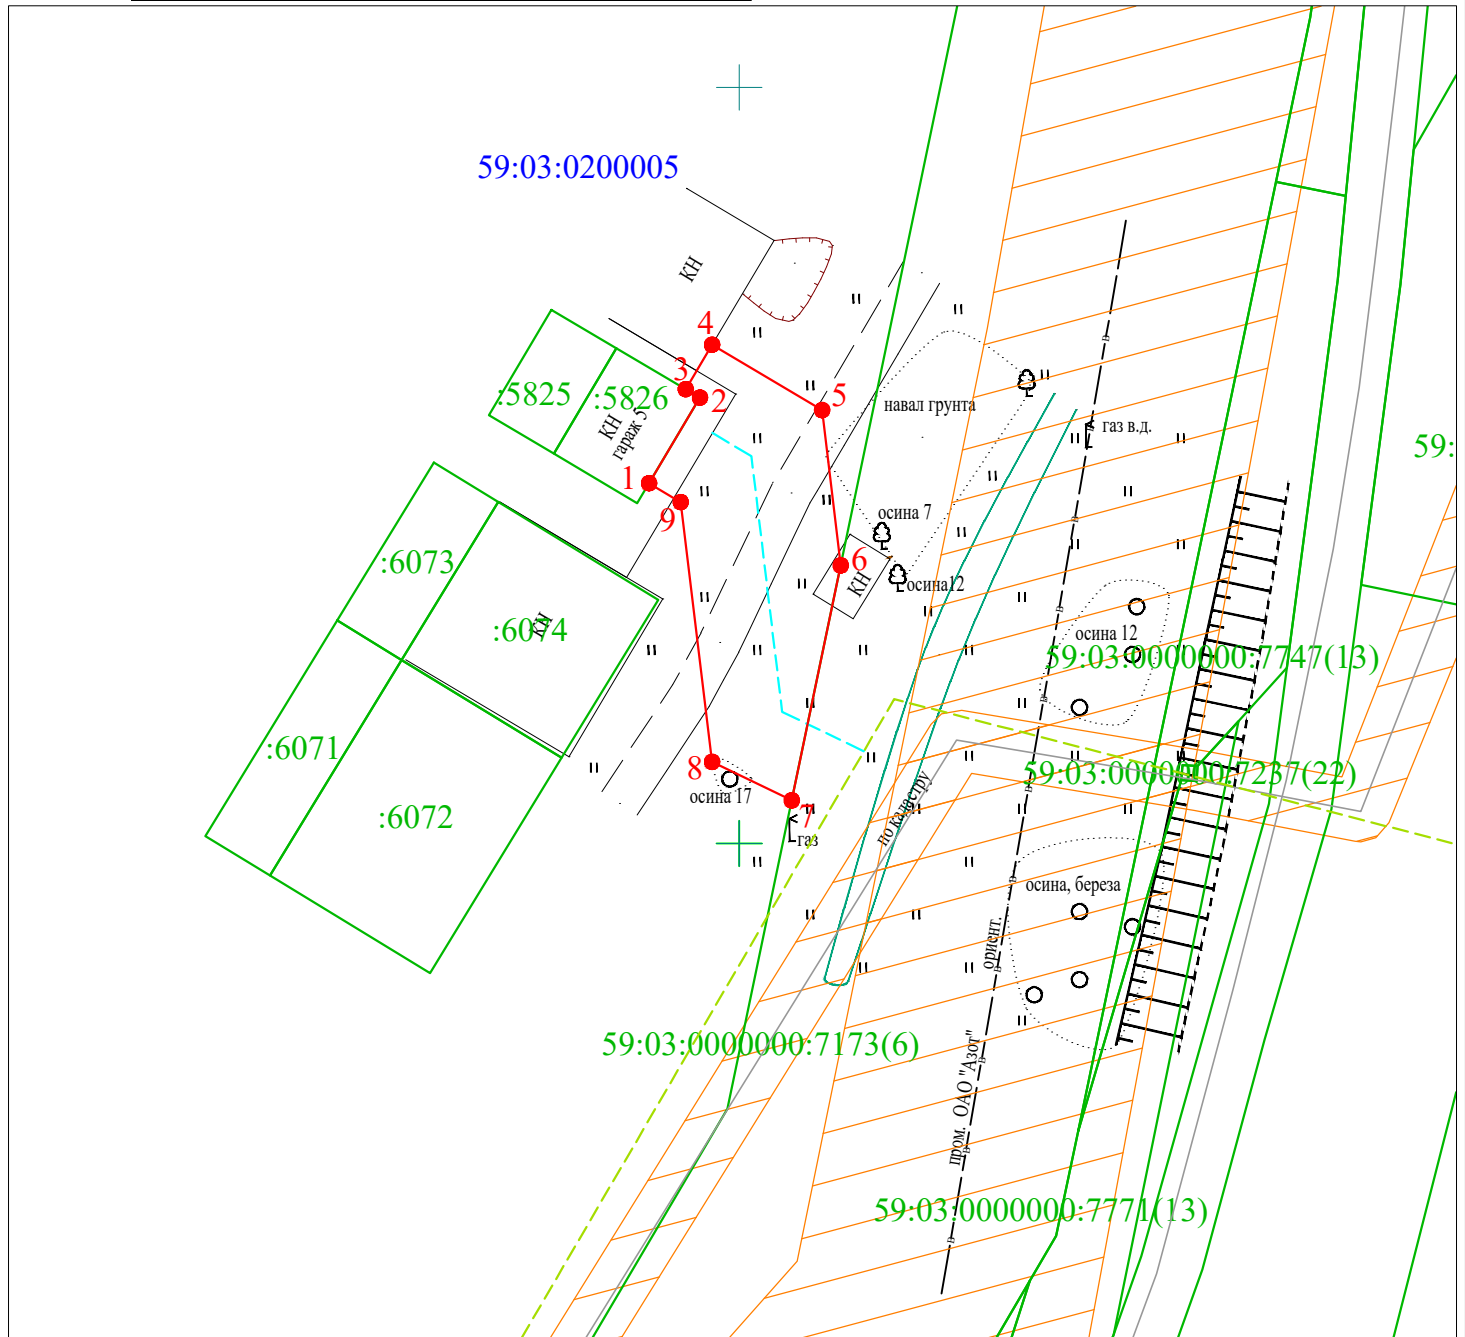 59:03:0200005
КН
4
3
2
5
:5825
:5826
КН
гараж 5
навал грунта
газ в.д.
59:
1
9
осина 7
6
КН
осина12
:6073
:6074
КН
осина 12
59:03:0000000:7747(13)
:6071
8
осина 17
7
газ
59:03:0000000:7237(22)
по кадастру
:6072
осина, береза
ориент.
59:03:0000000:7173(6)
пром. ОАО "Азот"
59:03:0000000:7771(13)
в
в
в
в
в
в
в
в
в
в